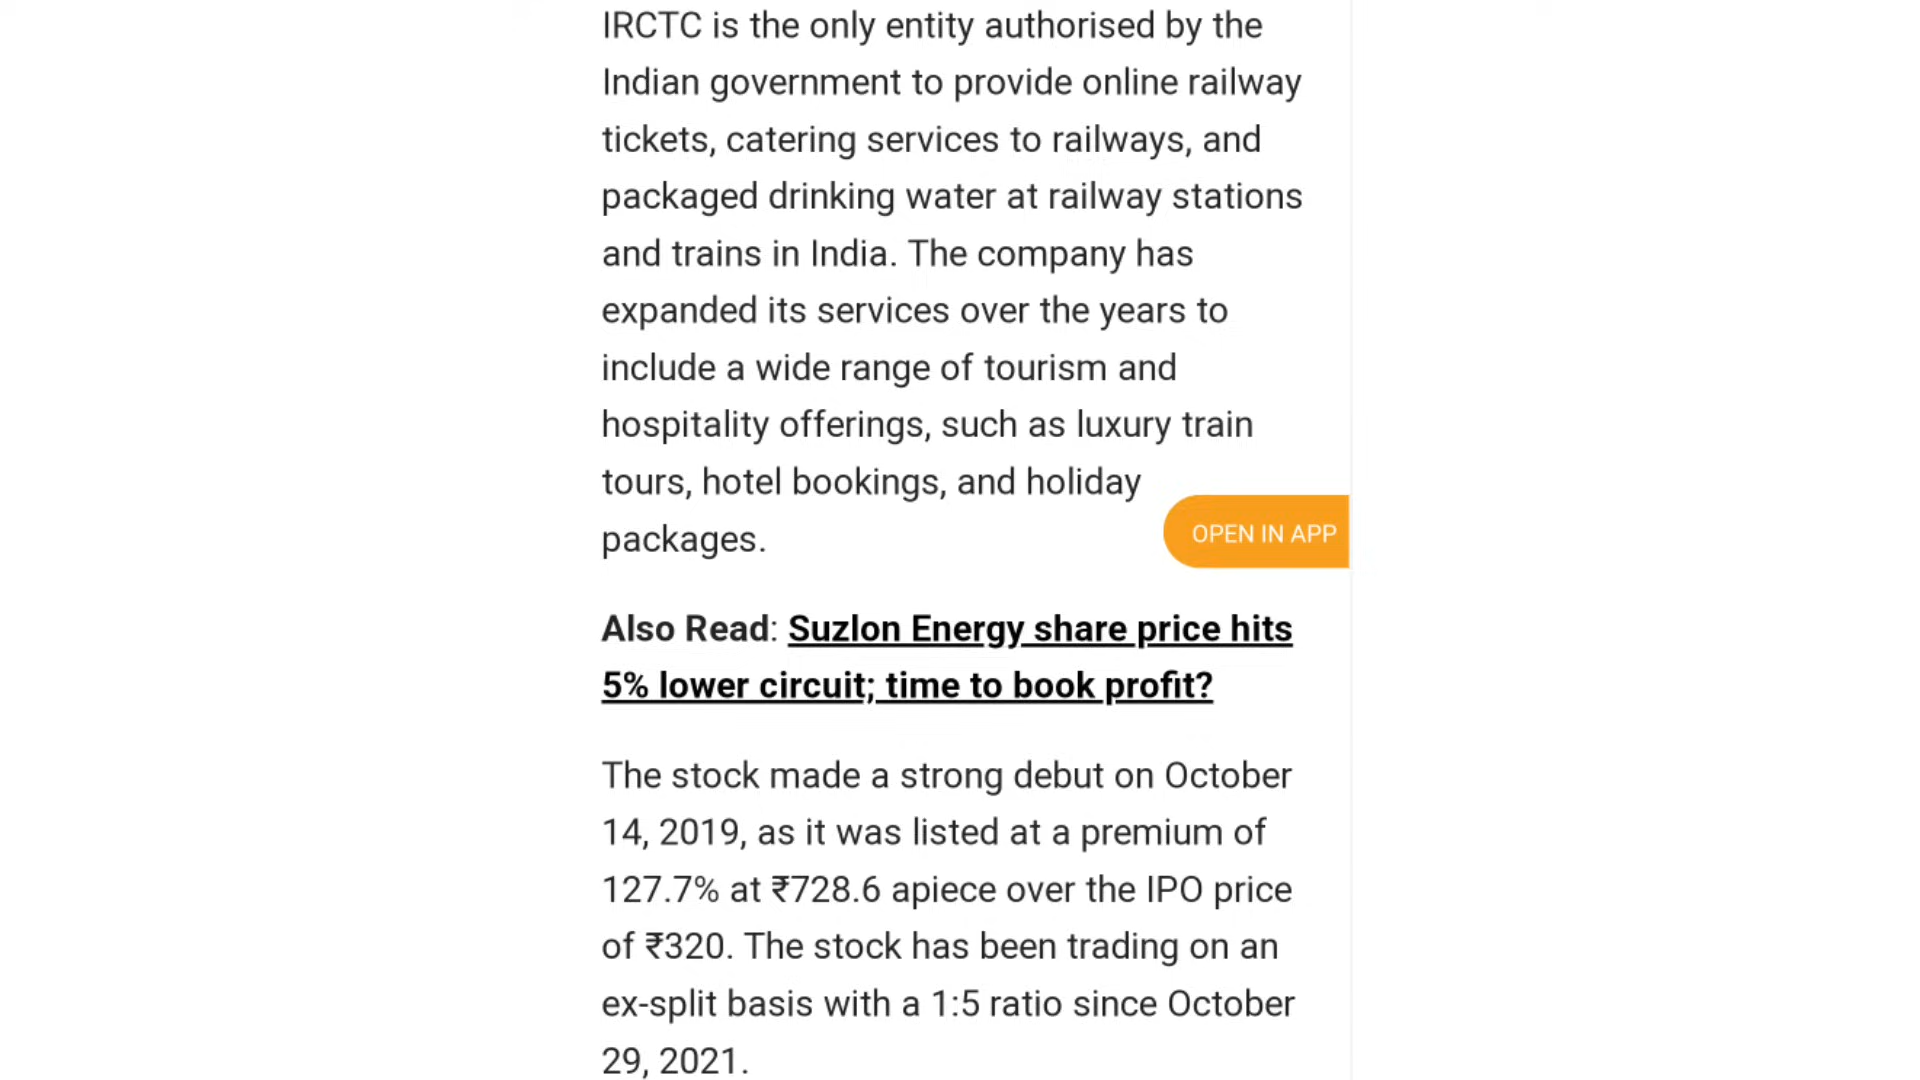 IRCTC is the only entity authorised by the
Indian government to provide online railway
tickets, catering services to railways, and
packaged drinking water at railway stations
and trains in India. The company has
expanded its services over the years to
include a wide range of tourism and
hospitality offerings, such as luxury train
tours, hotel bookings, and holiday
packages.
OPEN IN APP
Also Read: Suzlon Energy share price hits
5% lower circuit; time to book profit?
The stock made a strong debut on October
14, 2019, as it was listed at a premium of
127.7% at ₹728.6 apiece over the IPO price
of ₹320. The stock has been trading on an
ex-split basis with a 1:5 ratio since October
29, 2021.